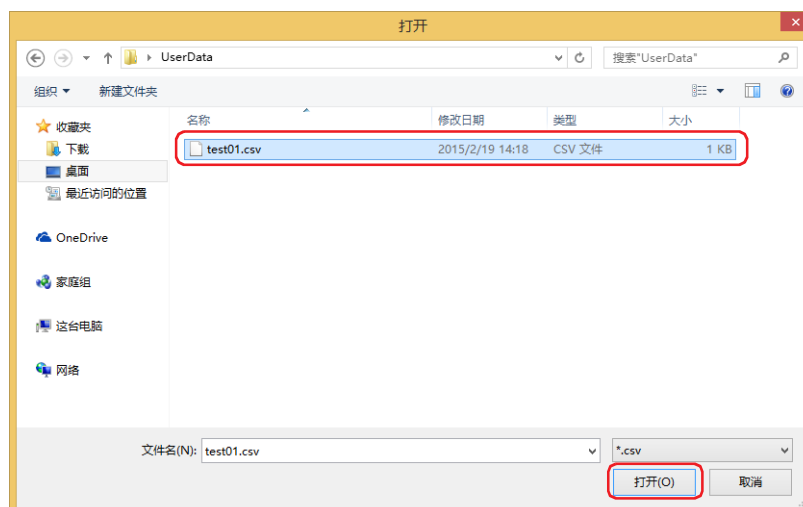 打开
UserData
搜索"UserData"
组织 新建文件夹
名称 修改日期 类型 大小
收藏夹
test01.csv 2015/2/19 14:18 CSV 文件 1 KB
下载
桌面
最近访问的位置
OneDrive
家庭组
这台电脑
网络
文件名(N): test01.csv *.csv
打开(O) 取消